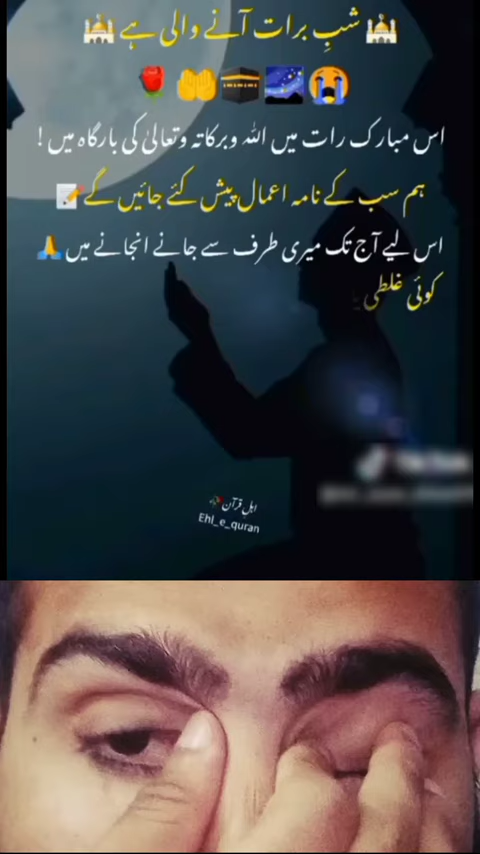 🕌 شبِ برات آنے والی ہے 🕌
😭🌌🕋🤲🌹
اس مبارک رات میں اللہ وبرکاتہ وتعالیٰ کی بارگاہ میں !
ہم سب کے نامہ اعمال پیش کئے جائیں گے 📝
اس لیے آج تک میری طرف سے جانے انجانے میں 🙏
کوئی غلطی
اہلِ قرآن
Ehl_e_quran